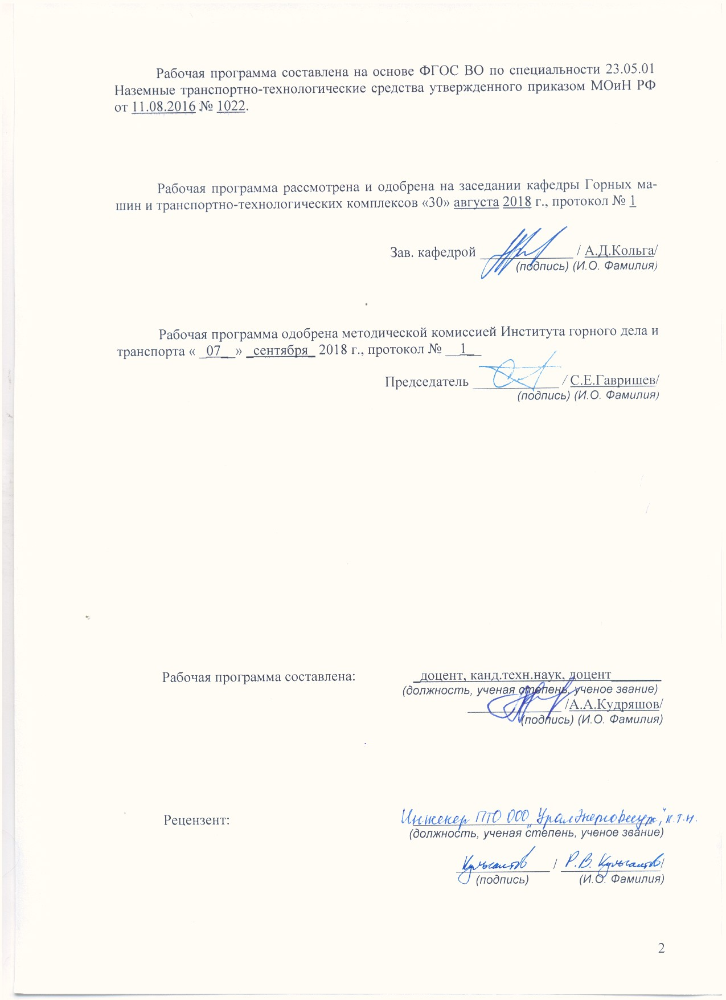 Рабочая программа составлена на основе ФГОС ВО по специальности 23.05.01
Наземные транспортно-технологические средства утвержденного приказом МОиН РФ
от 11.08.2016 № 1022.
Рабочая программа рассмотрена и одобрена на заседании кафедры Горных ма-
шин и транспортно-технологических комплексов «30» августа 2018 г., протокол № 1
Зав. кафедрой ____________ / А.Д.Кольга/
(подпись) (И.О. Фамилия)
Рабочая программа одобрена методической комиссией Института горного дела и
транспорта « _07__» _сентября_ 2018 г., протокол № __1__
Председатель ____________ / С.Е.Гавришев/
(подпись) (И.О. Фамилия)
Рабочая программа составлена: _доцент, канд.техн.наук, доцент_______
(должность, ученая степень, ученое звание)
_____________ /А.А.Кудряшов/
(подпись) (И.О. Фамилия)
Рецензент: Инженер ПТО ООО „УралЭнергоРесурс", к.т.н.
(должность, ученая степень, ученое звание)
_____________ / Р.В. /
(подпись) (И.О. Фамилия)
2